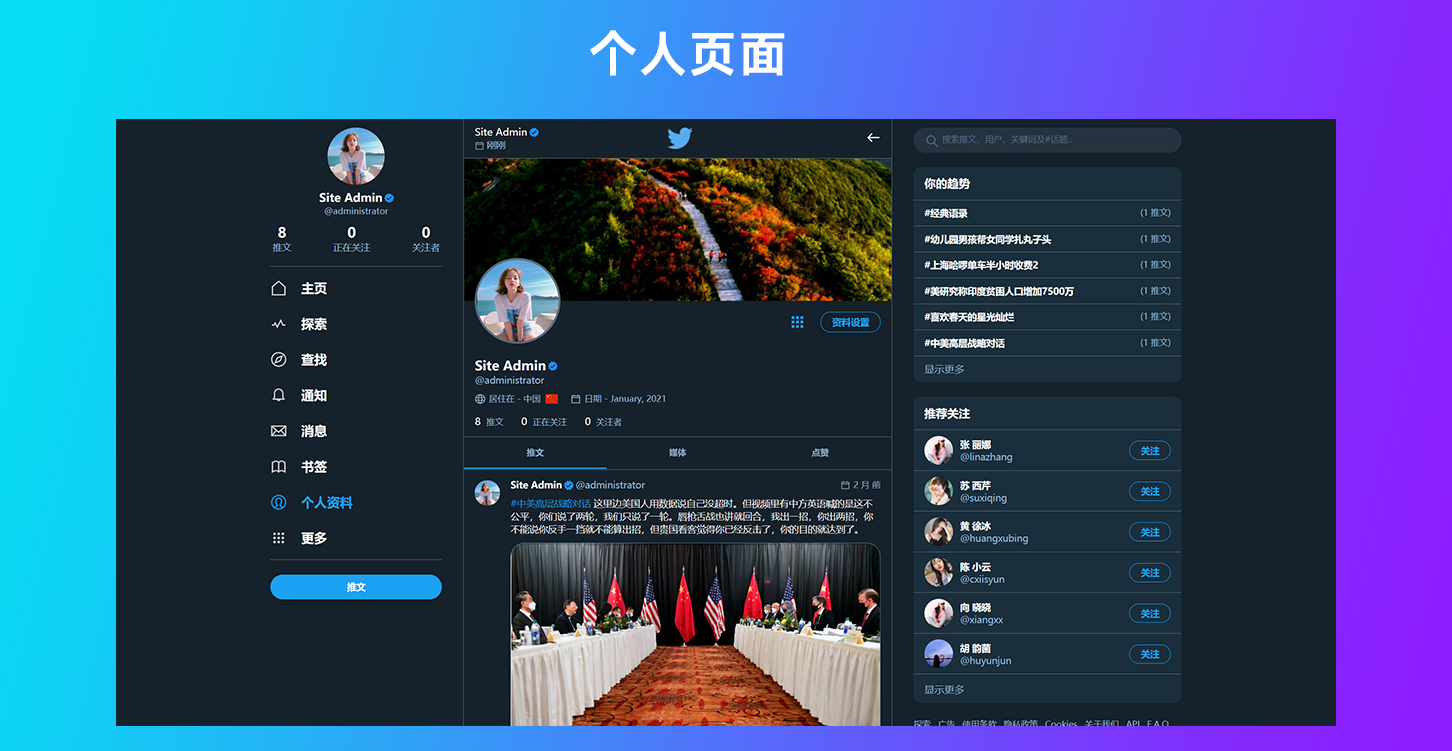 个人页面
Site Admin
@administrator
8 0 0
推文 正在关注 关注者
主页
探索
查找
通知
消息
书签
个人资料
更多
推文
Site Admin
刚刚
资料设置
Site Admin
@administrator
居住在 - 中国 日期 - January, 2021
8 推文 0 正在关注 0 关注者
推文 媒体 点赞
Site Admin @administrator 2 月 前
#中美高层战略对话 这里边美国人用数据说自己没超时。但视频里有中方英语喊的是这不
公平，你们说了两轮，我们只说了一轮。唇枪舌战也讲就回合，我出一招，你出两招，你
不能说你反手一挡就不能算出招，但贵国看客觉得你已经反击了，你的目的就达到了。
搜索推文、用户、关键词及#话题..
你的趋势
#经典语录 (1 推文)
#幼儿园男孩帮女同学扎丸子头 (1 推文)
#上海哈啰单车半小时收费2 (1 推文)
#美研究称印度贫困人口增加7500万 (1 推文)
#喜欢春天的星光灿烂 (1 推文)
#中美高层战略对话 (1 推文)
显示更多
推荐关注
张 丽娜
@linazhang
关注
苏 西芹
@suxiqing
关注
黄 徐冰
@huangxubing
关注
陈 小云
@cxiisyun
关注
向 晓晓
@xiangxx
关注
胡 韵菌
@huyunjun
关注
显示更多
探索 广告 使用条款 隐私政策 Cookies 关于我们 API F.A.Q